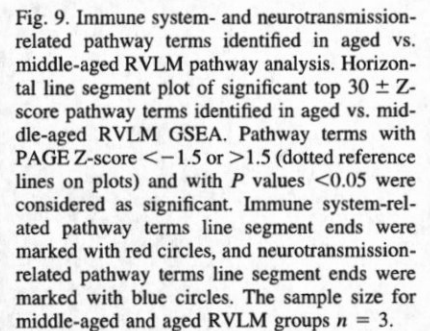 Fig. 9. Immune system- and neurotransmission-
related pathway terms identified in aged vs.
middle-aged RVLM pathway analysis. Horizon-
tal line segment plot of significant top 30 ± Z-
score pathway terms identified in aged vs. mid-
dle-aged RVLM GSEA. Pathway terms with
PAGE Z-score <−1.5 or >1.5 (dotted reference
lines on plots) and with P values <0.05 were
considered as significant. Immune system-rel-
ated pathway terms line segment ends were
marked with red circles, and neurotransmission-
related pathway terms line segment ends were
marked with blue circles. The sample size for
middle-aged and aged RVLM groups n = 3.